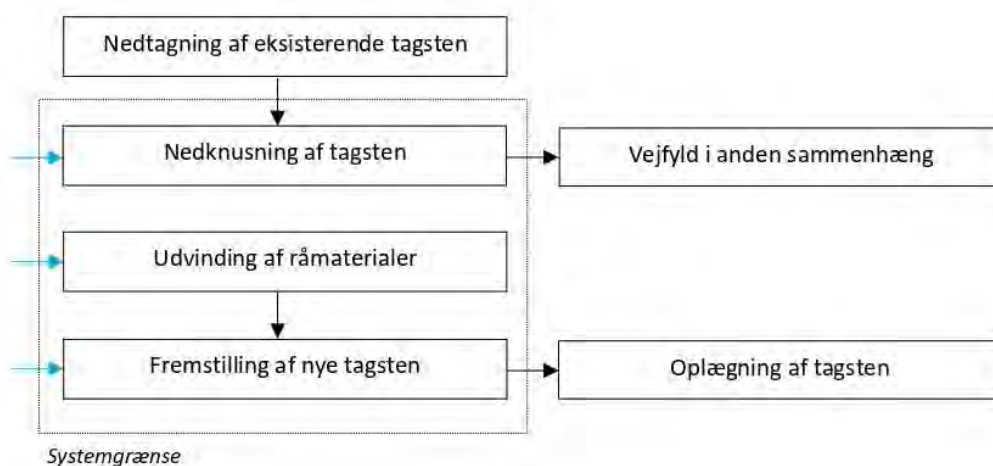 Nedtagning af eksisterende tagsten
Nedknusning af tagsten
Vejfyld i anden sammenhæng
Udvinding af råmaterialer
Fremstilling af nye tagsten
Oplægning af tagsten
Systemgrænse